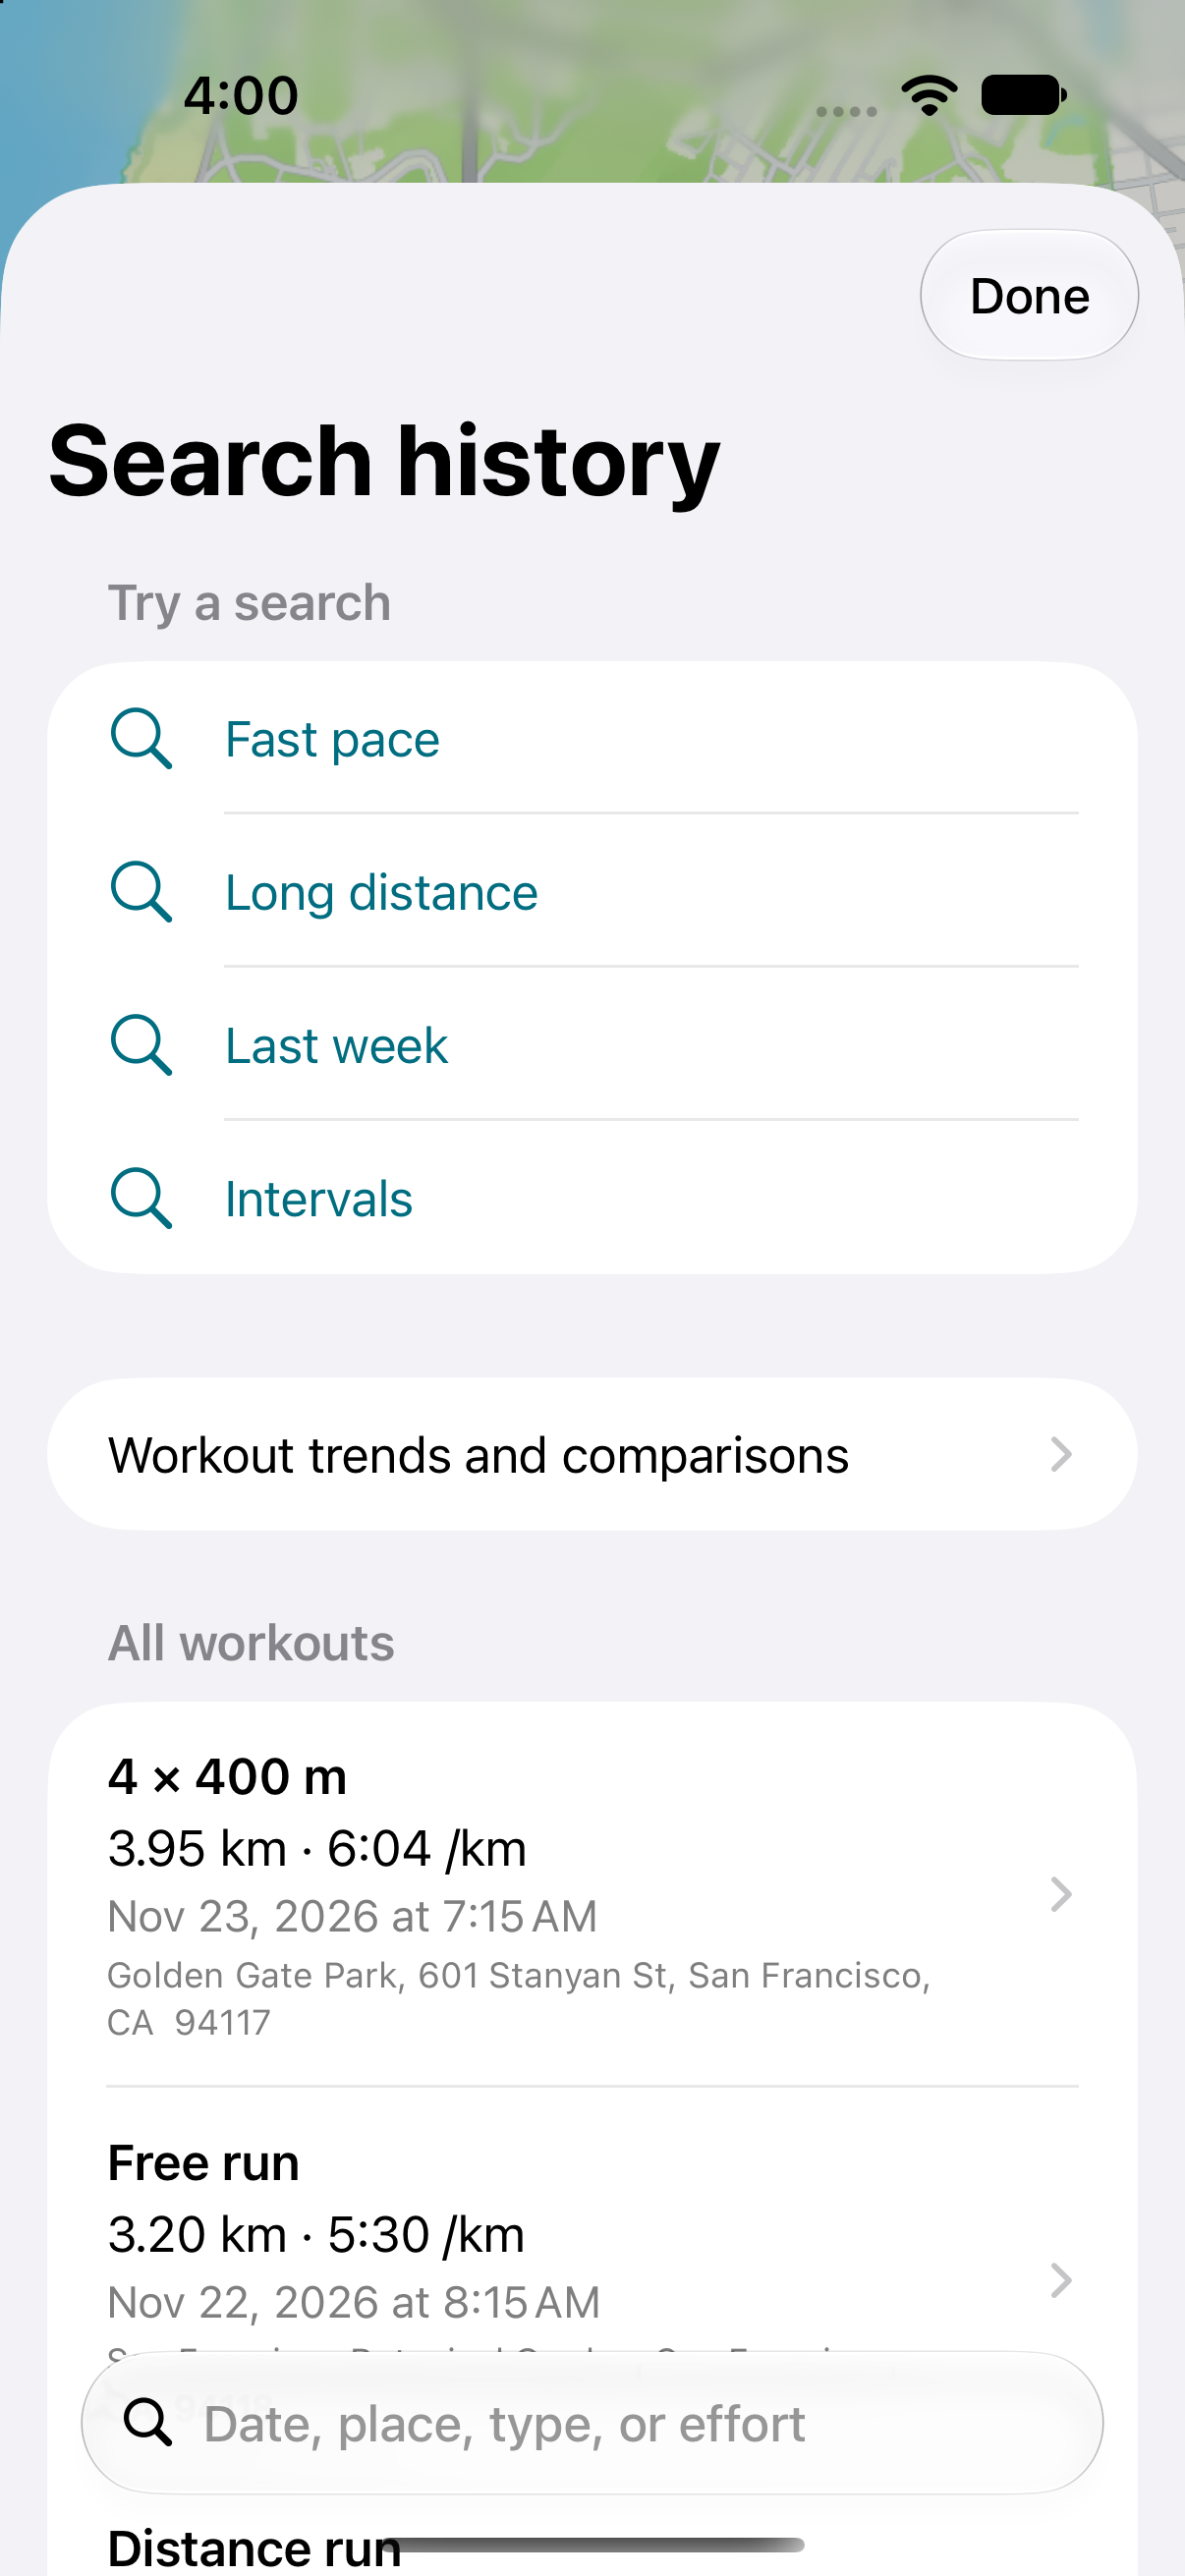 4:00
Done
Search history
Try a search
Fast pace
Long distance
Last week
Intervals
Workout trends and comparisons
All workouts
4 × 400 m
3.95 km · 6:04 /km
Nov 23, 2026 at 7:15 AM
Golden Gate Park, 601 Stanyan St, San Francisco,
CA  94117
Free run
3.20 km · 5:30 /km
Nov 22, 2026 at 8:15 AM
Date, place, type, or effort
Distance run